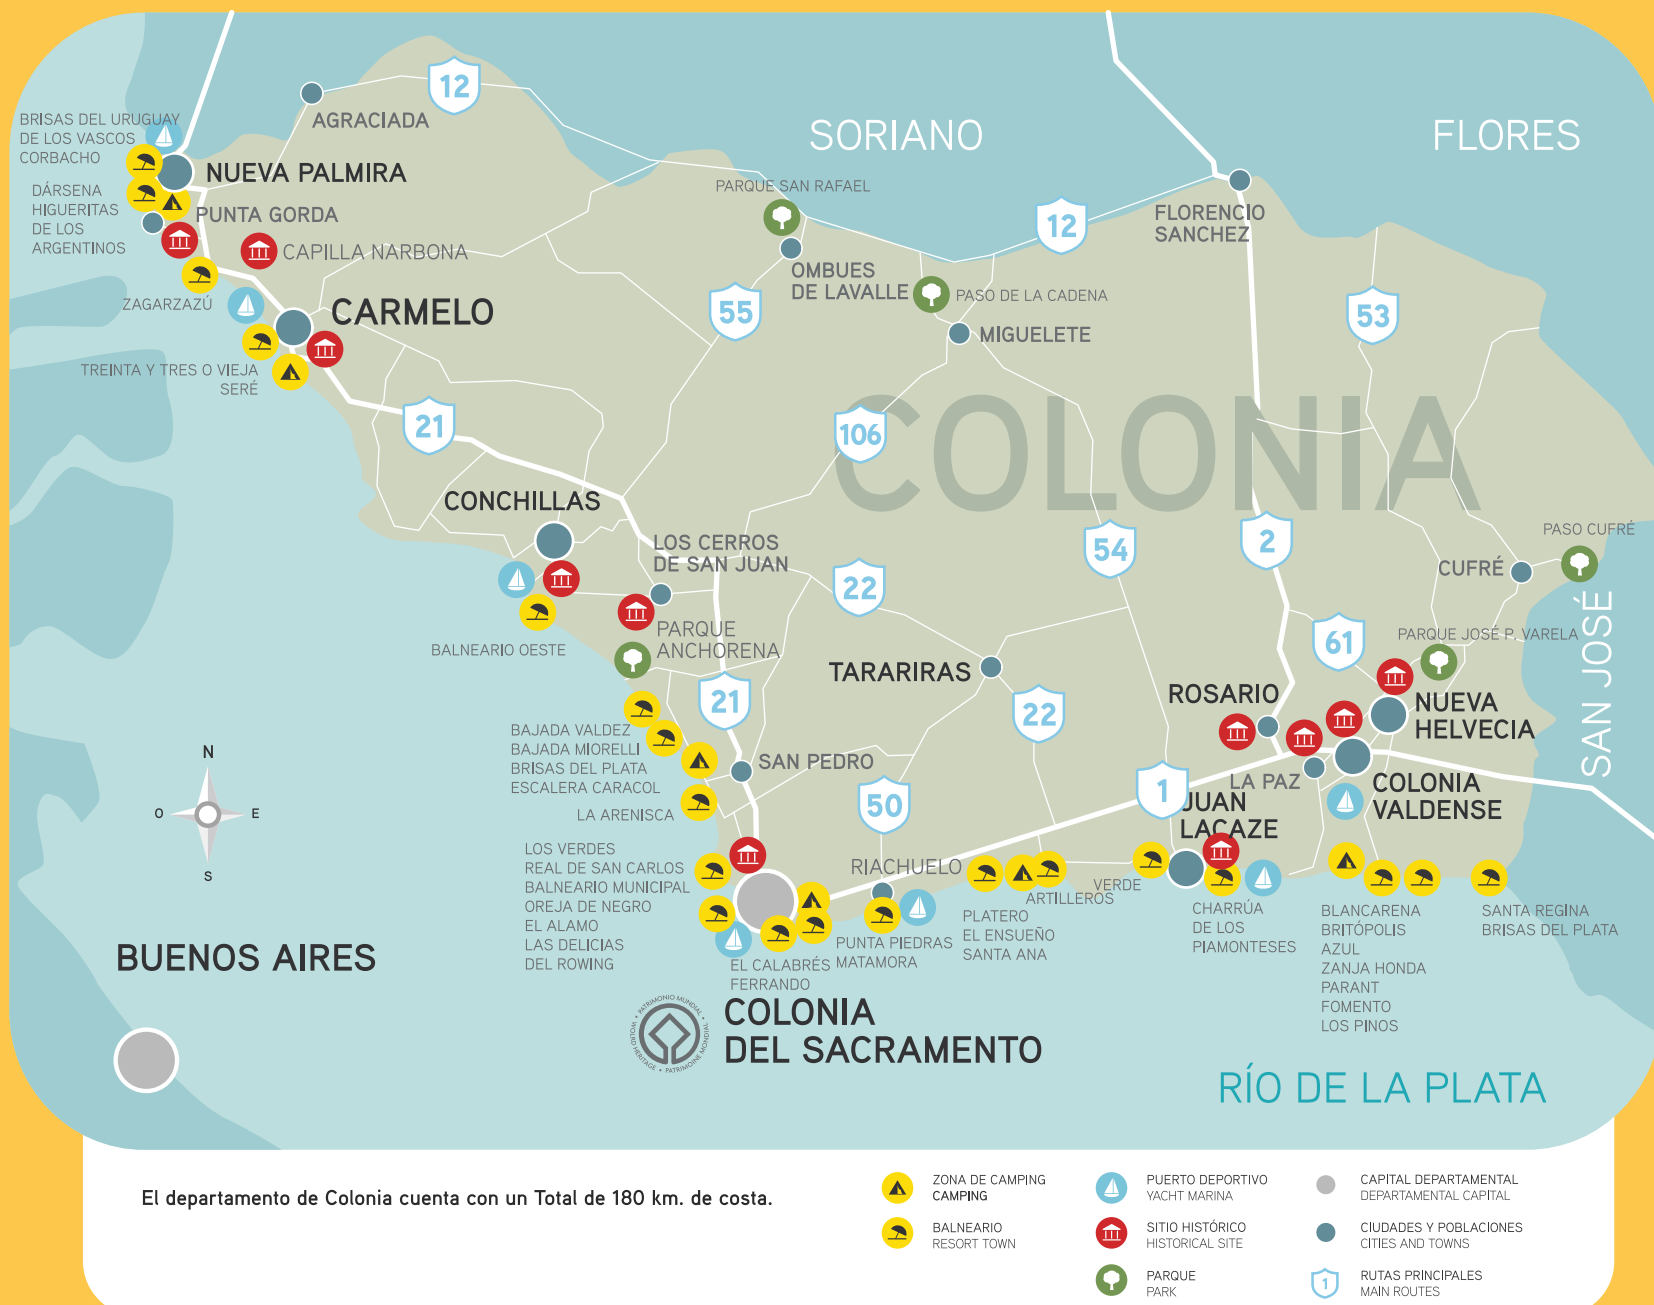 12
AGRACIADA
SORIANO
FLORES
BRISAS DEL URUGUAY
DE LOS VASCOS
CORBACHO
NUEVA PALMIRA
DÁRSENA
HIGUERITAS
DE LOS
ARGENTINOS
PUNTA GORDA
CAPILLA NARBONA
PARQUE SAN RAFAEL
12
FLORENCIO
SANCHEZ
OMBUES
DE LAVALLE
PASO DE LA CADENA
ZAGARZAZÚ
CARMELO
55
53
MIGUELETE
TREINTA Y TRES O VIEJA
SERÉ
21
106
COLONIA
CONCHILLAS
LOS CERROS
DE SAN JUAN
54
2
PASO CUFRÉ
CUFRÉ
22
SAN JOSÉ
PARQUE
ANCHORENA
BALNEARIO OESTE
61
PARQUE JOSÉ P. VARELA
TARARIRAS
21
22
ROSARIO
NUEVA
HELVECIA
BAJADA VALDEZ
BAJADA MIORELLI
BRISAS DEL PLATA
ESCALERA CARACOL
N
O
E
S
SAN PEDRO
LA ARENISCA
50
1
LA PAZ
COLONIA
VALDENSE
JUAN
LACAZE
LOS VERDES
REAL DE SAN CARLOS
BALNEARIO MUNICIPAL
OREJA DE NEGRO
EL ALAMO
LAS DELICIAS
DEL ROWING
RIACHUELO
VERDE
ARTILLEROS
PLATERO
EL ENSUEÑO
SANTA ANA
CHARRÚA
DE LOS
PIAMONTESES
BLANCARENA
BRITÓPOLIS
AZUL
ZANJA HONDA
PARANT
FOMENTO
LOS PINOS
SANTA REGINA
BRISAS DEL PLATA
PUNTA PIEDRAS
MATAMORA
EL CALABRÉS
FERRANDO
BUENOS AIRES
PATRIMONIO MUNDIAL • WORLD HERITAGE • PATRIMOINE MONDIAL •
COLONIA
DEL SACRAMENTO
RÍO DE LA PLATA
El departamento de Colonia cuenta con un Total de 180 km. de costa.
ZONA DE CAMPING
CAMPING
BALNEARIO
RESORT TOWN
PUERTO DEPORTIVO
YACHT MARINA
SITIO HISTÓRICO
HISTORICAL SITE
PARQUE
PARK
CAPITAL DEPARTAMENTAL
DEPARTAMENTAL CAPITAL
CIUDADES Y POBLACIONES
CITIES AND TOWNS
1
RUTAS PRINCIPALES
MAIN ROUTES